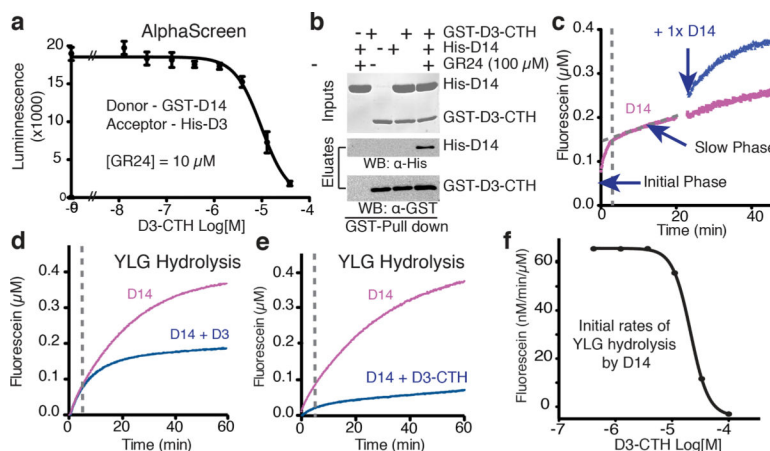 a
AlphaScreen
Luminnescence
(x1000)
20
15
10
5
0
Donor - GST-D14
Acceptor - His-D3
[GR24] = 10 µM
-9 -8 -7 -6 -5 -4
D3-CTH Log[M]
b
- + - + + GST-D3-CTH
+ - + + His-D14
- + - + GR24 (100 µM)
Inputs
His-D14
GST-D3-CTH
Eluates
His-D14
WB: α-His
GST-D3-CTH
WB: α-GST
GST-Pull down
c
Fluorescein (µM)
0.4
0.3
0.2
0.1
0.0
+ 1x D14
D14
Slow Phase
Initial Phase
0 20 40
Time (min)
d
YLG Hydrolysis
Fluorescein (µM)
0.4
0.3
0.2
0.1
0.0
D14
D14 + D3
0 20 40 60
Time (min)
e
YLG Hydrolysis
Fluorescein (µM)
0.4
0.3
0.2
0.1
0.0
D14
D14 + D3-CTH
0 20 40 60
Time (min)
f
Fluorescein (nM/min/µM)
60
40
20
0
Initial rates of
YLG hydrolysis
by D14
-7 -6 -5 -4 -3
D3-CTH Log[M]